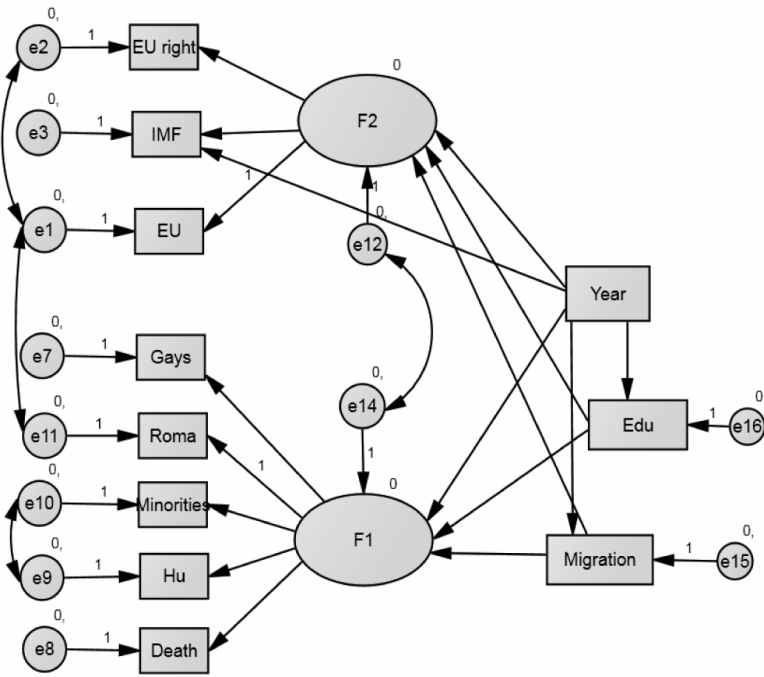 0,
e2
1
EU right
0
0,
e3
1
IMF
F2
1
0,
e1
1
EU
1
0,
e12
Year
0,
e7
1
Gays
0,
e14
0
0,
e11
1
Roma
1
1
Edu
1
e16
0,
e10
1
Minorities
0
0,
e9
1
Hu
F1
Migration
1
0,
e15
0,
e8
1
Death